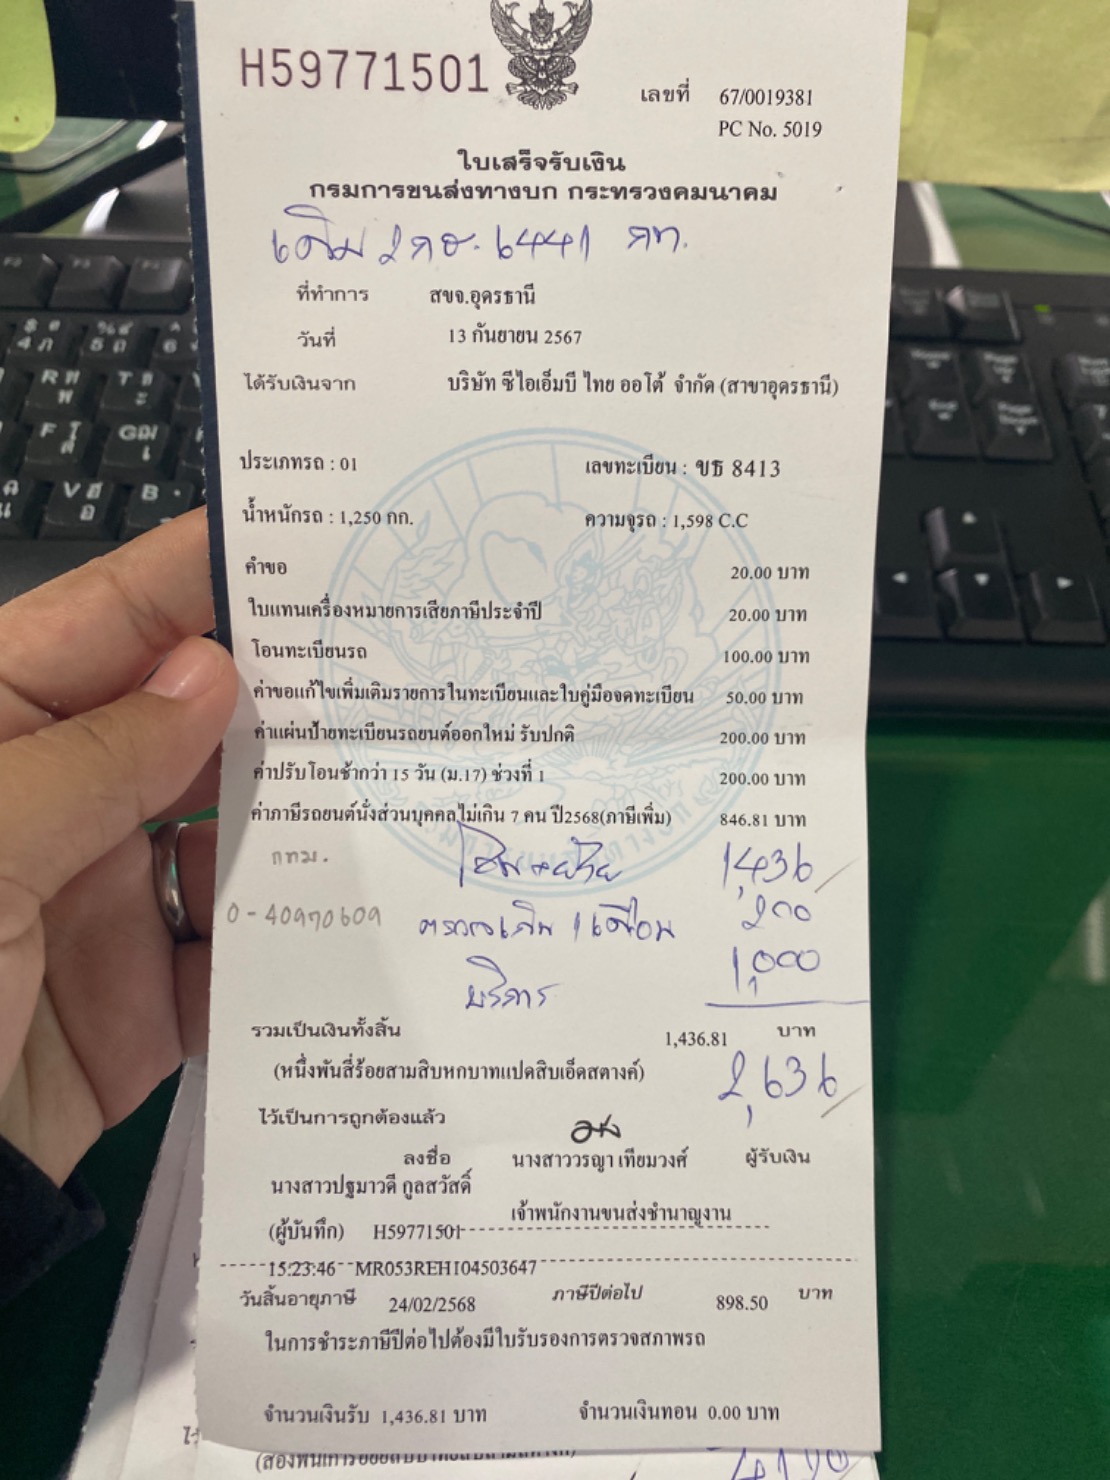 H59771501
เลขที่ 67/0019381
PC No. 5019
ใบเสร็จรับเงิน
กรมการขนส่งทางบก กระทรวงคมนาคม
เดิม 2กฮ. 6441 กท.
ที่ทำการ สขจ.อุดรธานี
วันที่ 13 กันยายน 2567
ได้รับเงินจาก บริษัท ซีไอเอ็มบี ไทย ออโต้ จำกัด (สาขาอุดรธานี)
ประเภทรถ : 01 เลขทะเบียน : ขธ 8413
น้ำหนักรถ : 1,250 กก. ความจุรถ : 1,598 C.C
คำขอ 20.00 บาท
ใบแทนเครื่องหมายการเสียภาษีประจำปี 20.00 บาท
โอนทะเบียนรถ 100.00 บาท
ค่าขอแก้ไขเพิ่มเติมรายการในทะเบียนและใบคู่มือจดทะเบียน 50.00 บาท
ค่าแผ่นป้ายทะเบียนรถยนต์ออกใหม่ รับปกติ 200.00 บาท
ค่าปรับโอนช้ากว่า 15 วัน (ม.17) ช่วงที่ 1 200.00 บาท
ค่าภาษีรถยนต์นั่งส่วนบุคคลไม่เกิน 7 คน ปี2568(ภาษีเพิ่ม) 846.81 บาท
กทม. 1,436
0-40970609 1เดือน 200
บริการ 1,000
รวมเป็นเงินทั้งสิ้น 1,436.81 บาท
(หนึ่งพันสี่ร้อยสามสิบหกบาทแปดสิบเอ็ดสตางค์) 2,636
ไว้เป็นการถูกต้องแล้ว
ลงชื่อ นางสาววรญา เทียมวงศ์ ผู้รับเงิน
นางสาวปฐมาวดี กูลสวัสดิ์
เจ้าพนักงานขนส่งชำนาญงาน
(ผู้บันทึก) H59771501
15:23:46 MR053REH104503647
วันสิ้นอายุภาษี 24/02/2568 ภาษีปีต่อไป 898.50 บาท
ในการชำระภาษีปีต่อไปต้องมีใบรับรองการตรวจสภาพรถ
จำนวนเงินรับ 1,436.81 บาท จำนวนเงินทอน 0.00 บาท